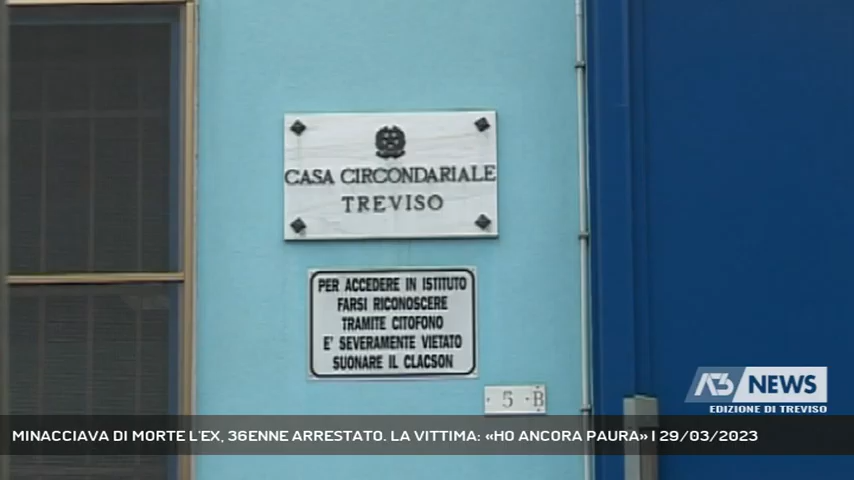 CASA CIRCONDARIALE
TREVISO
PER ACCEDERE IN ISTITUTO
FARSI RICONOSCERE
TRAMITE CITOFONO
E' SEVERAMENTE VIETATO
SUONARE IL CLACSON
5 B
A3 NEWS
EDIZIONE DI TREVISO
MINACCIAVA DI MORTE L'EX, 36ENNE ARRESTATO. LA VITTIMA: «HO ANCORA PAURA» | 29/03/2023